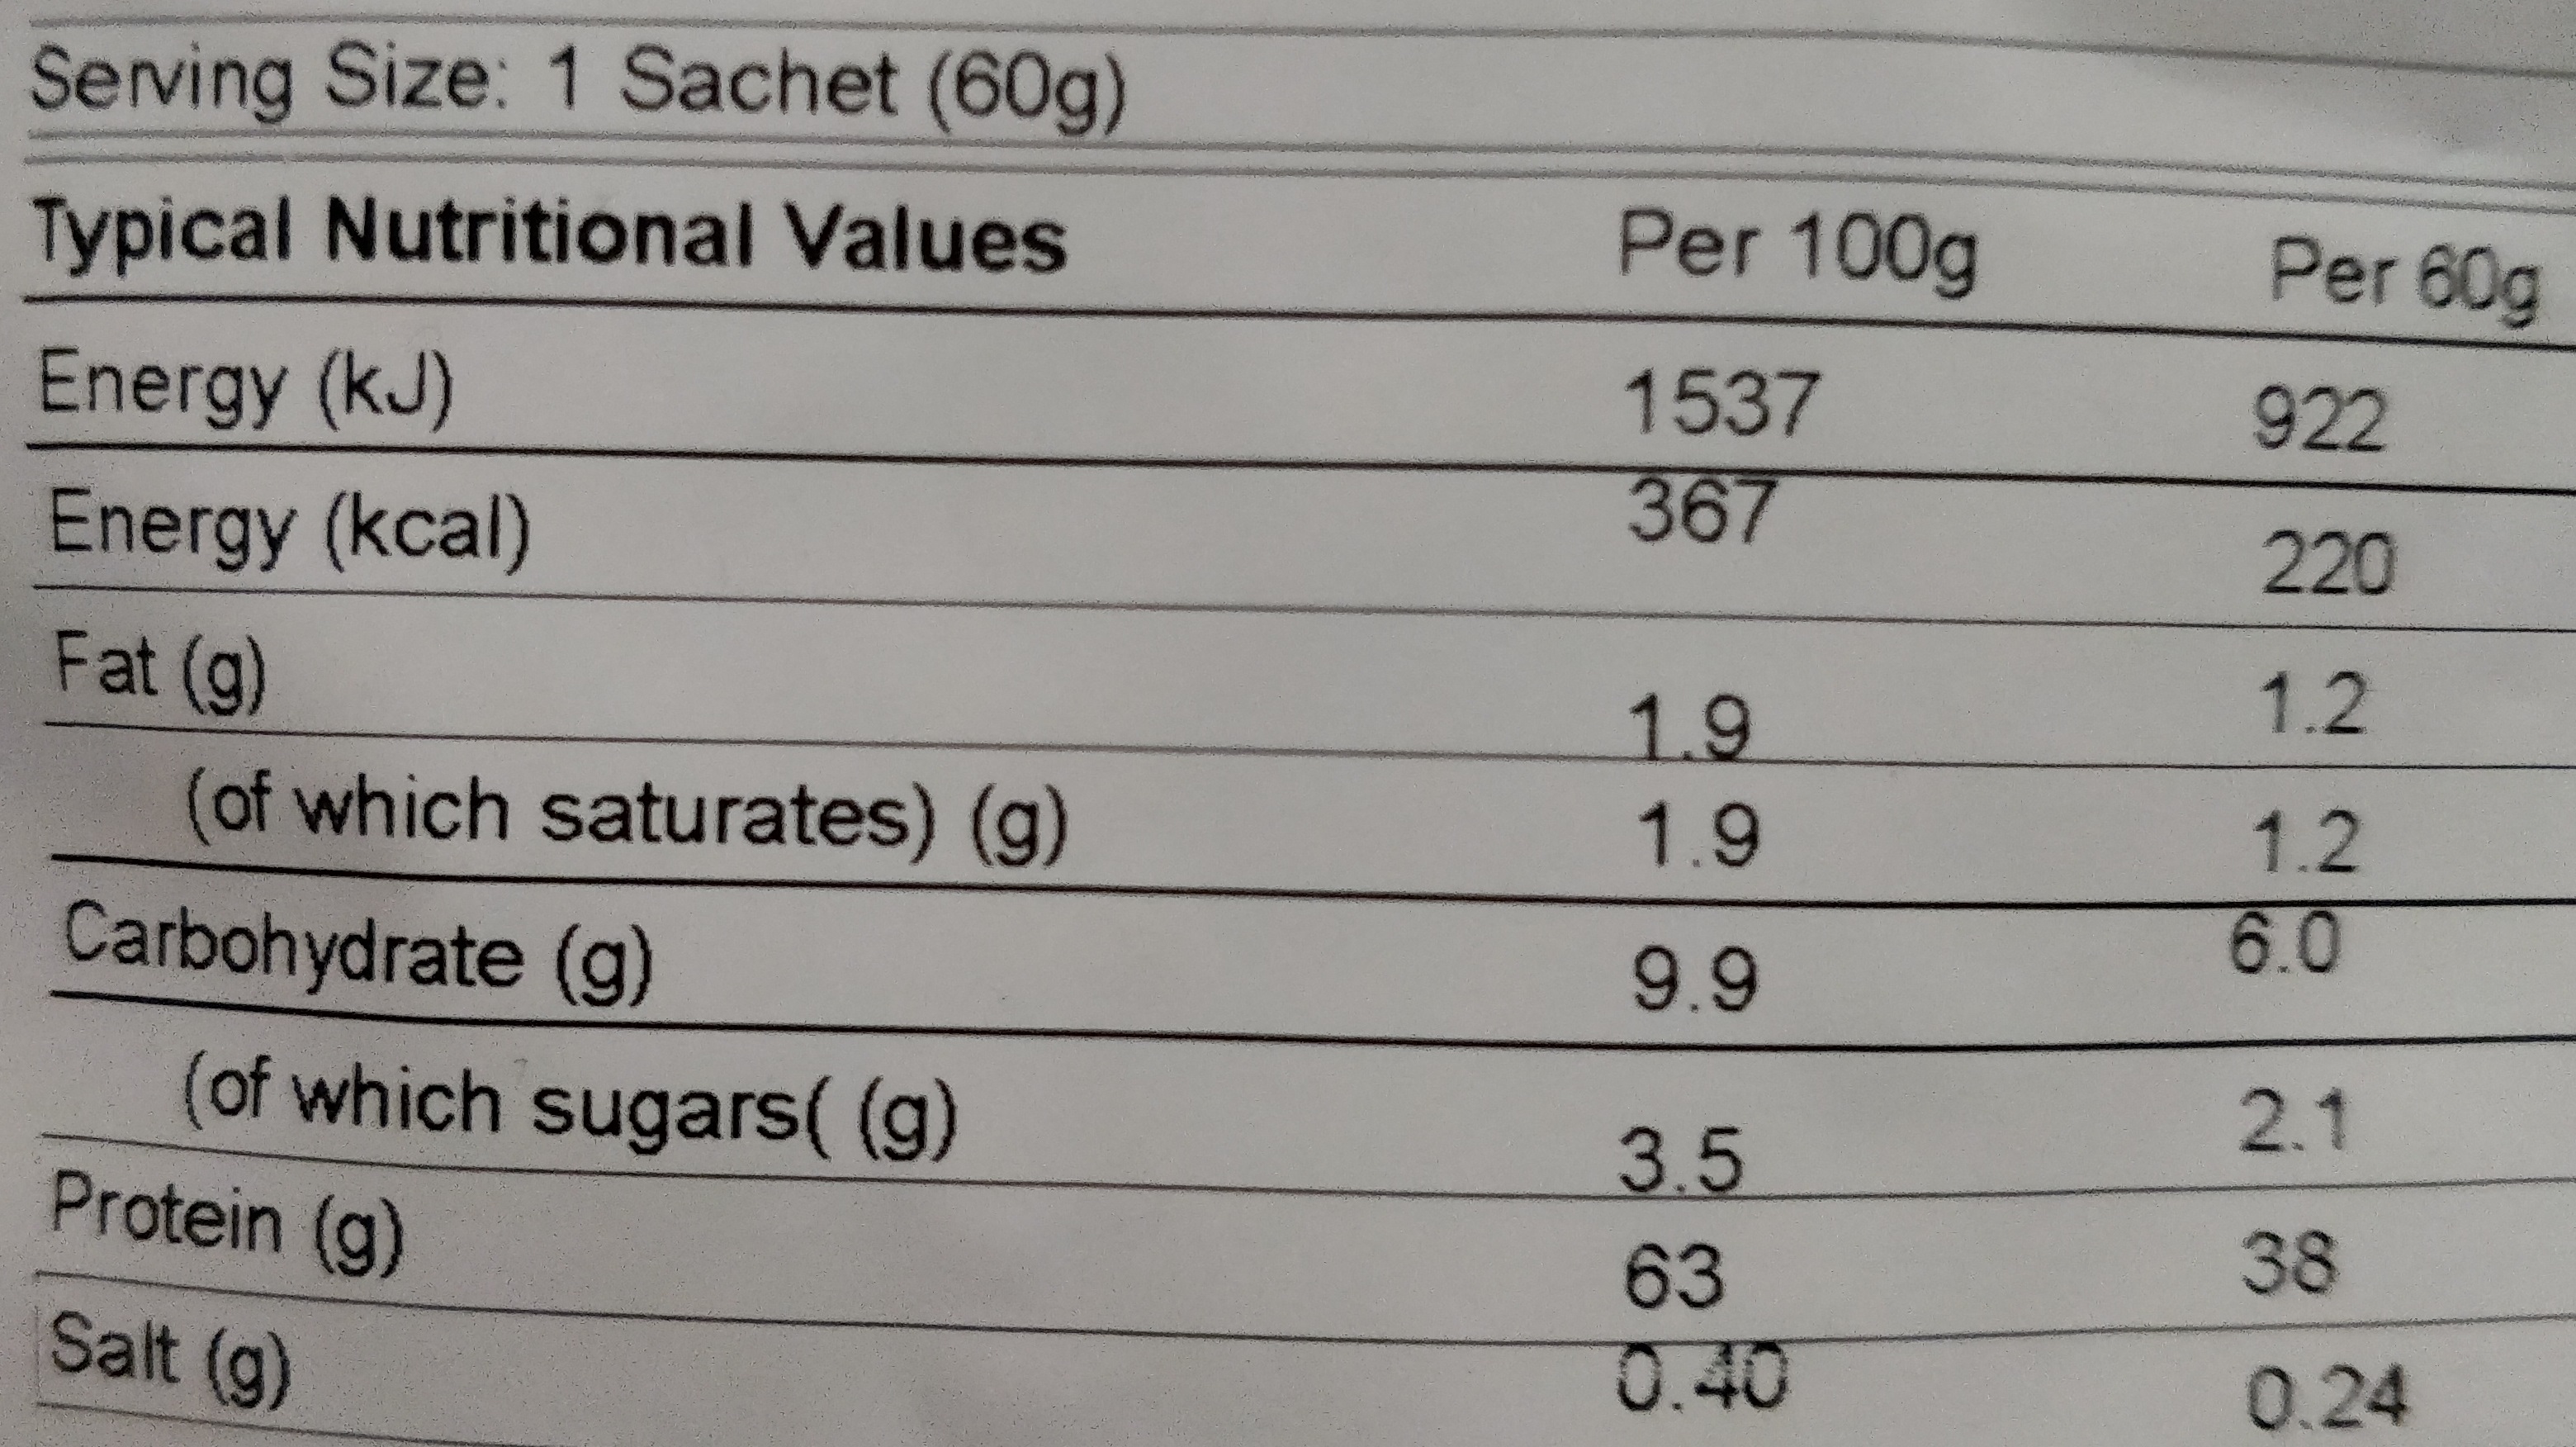 Serving Size: 1 Sachet (60g)
Typical Nutritional Values Per 100g Per 60g
Energy (kJ) 1537 922
Energy (kcal) 367 220
Fat (g) 1.9 1.2
(of which saturates) (g) 1.9 1.2
Carbohydrate (g) 9.9 6.0
(of which sugars( (g) 3.5 2.1
Protein (g) 63 38
Salt (g) 0.40 0.24